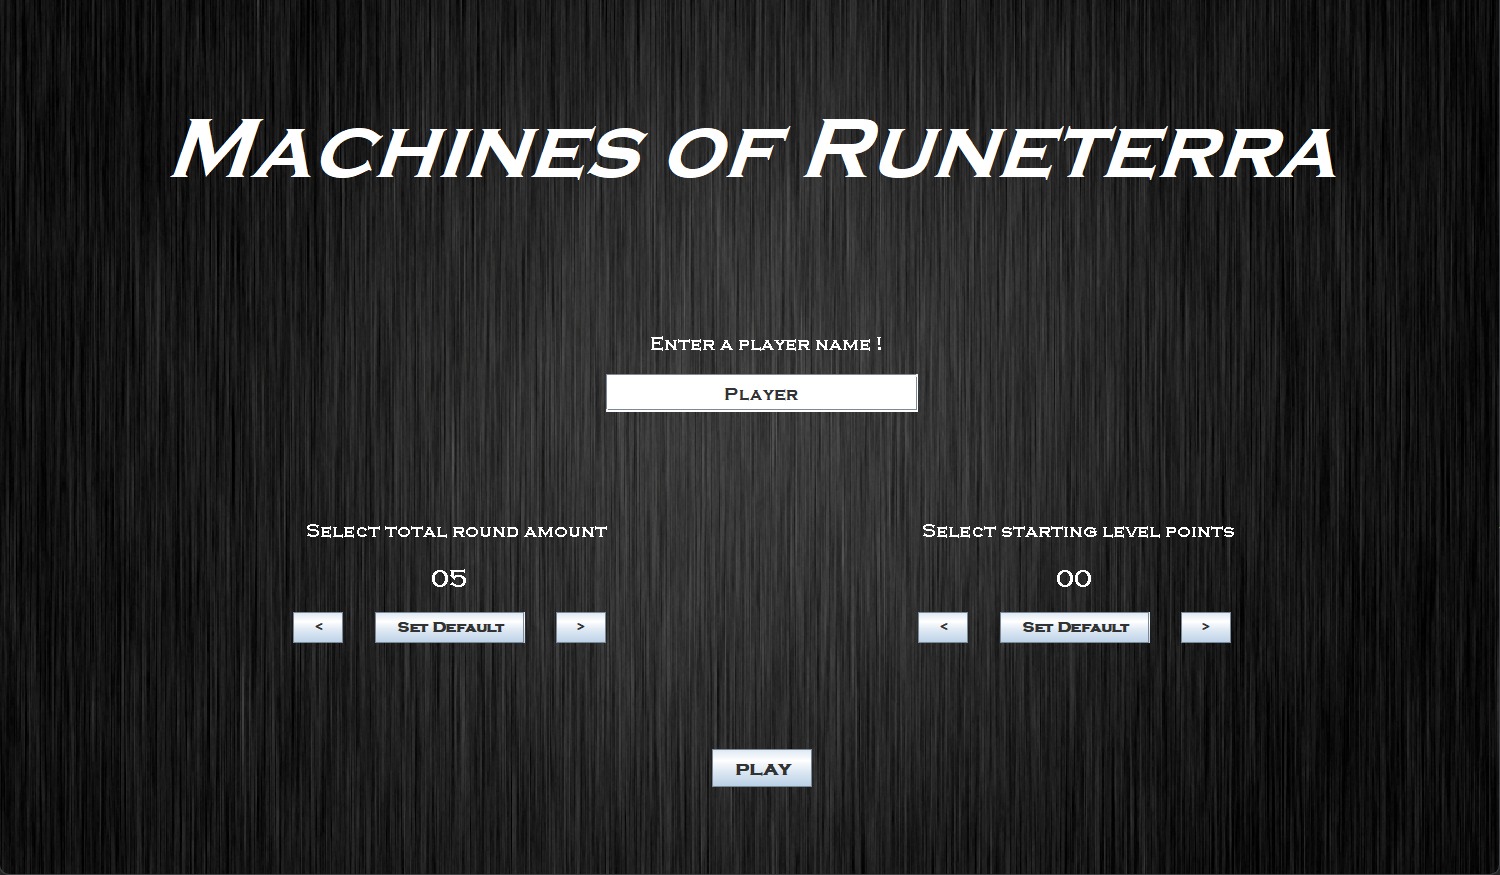 Machines of Runeterra
Enter a player name !
Player
Select total round amount
05
< Set Default >
Select starting level points
00
< Set Default >
PLAY